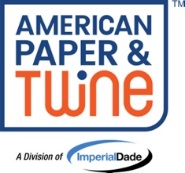 TM
AMERICAN
PAPER &
TWINE
A Division of ImperialDade